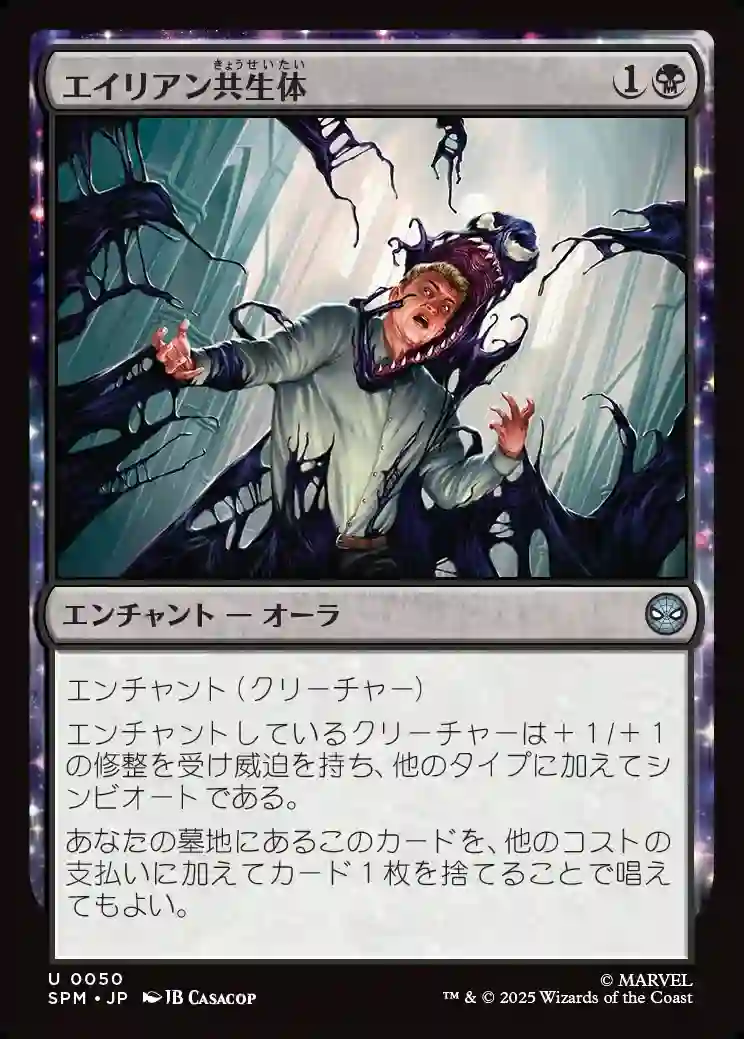 きょうせいたい
エイリアン共生体 1
エンチャント ― オーラ
エンチャント(クリーチャー)
エンチャントしているクリーチャーは+1/+1
の修整を受け威迫を持ち、他のタイプに加えてシ
ンビオートである。
あなたの墓地にあるこのカードを、他のコストの
支払いに加えてカード1枚を捨てることで唱え
てもよい。
U 0050
SPM • JP JB Casacop
© MARVEL
™ & © 2025 Wizards of the Coast